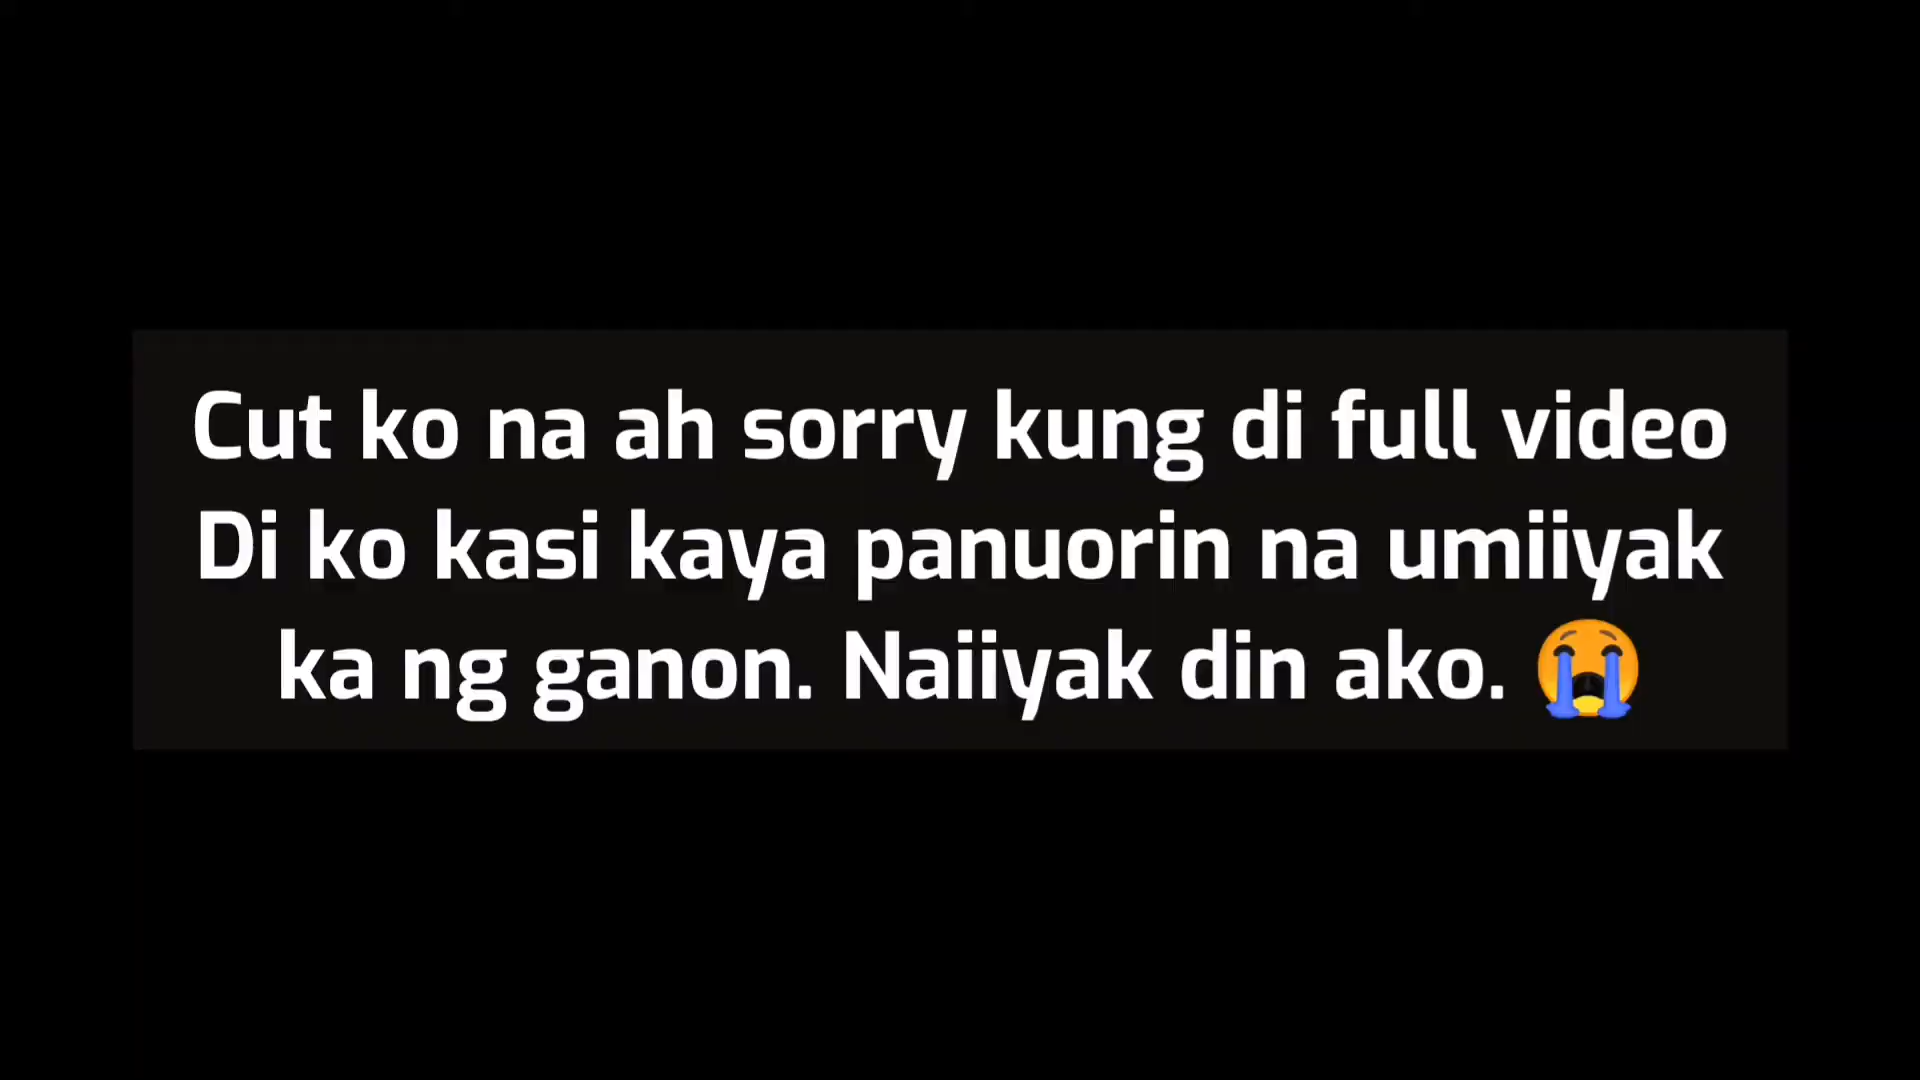 Cut ko na ah sorry kung di full video
Di ko kasi kaya panuorin na umiiyak
ka ng ganon. Naiiyak din ako. 😭